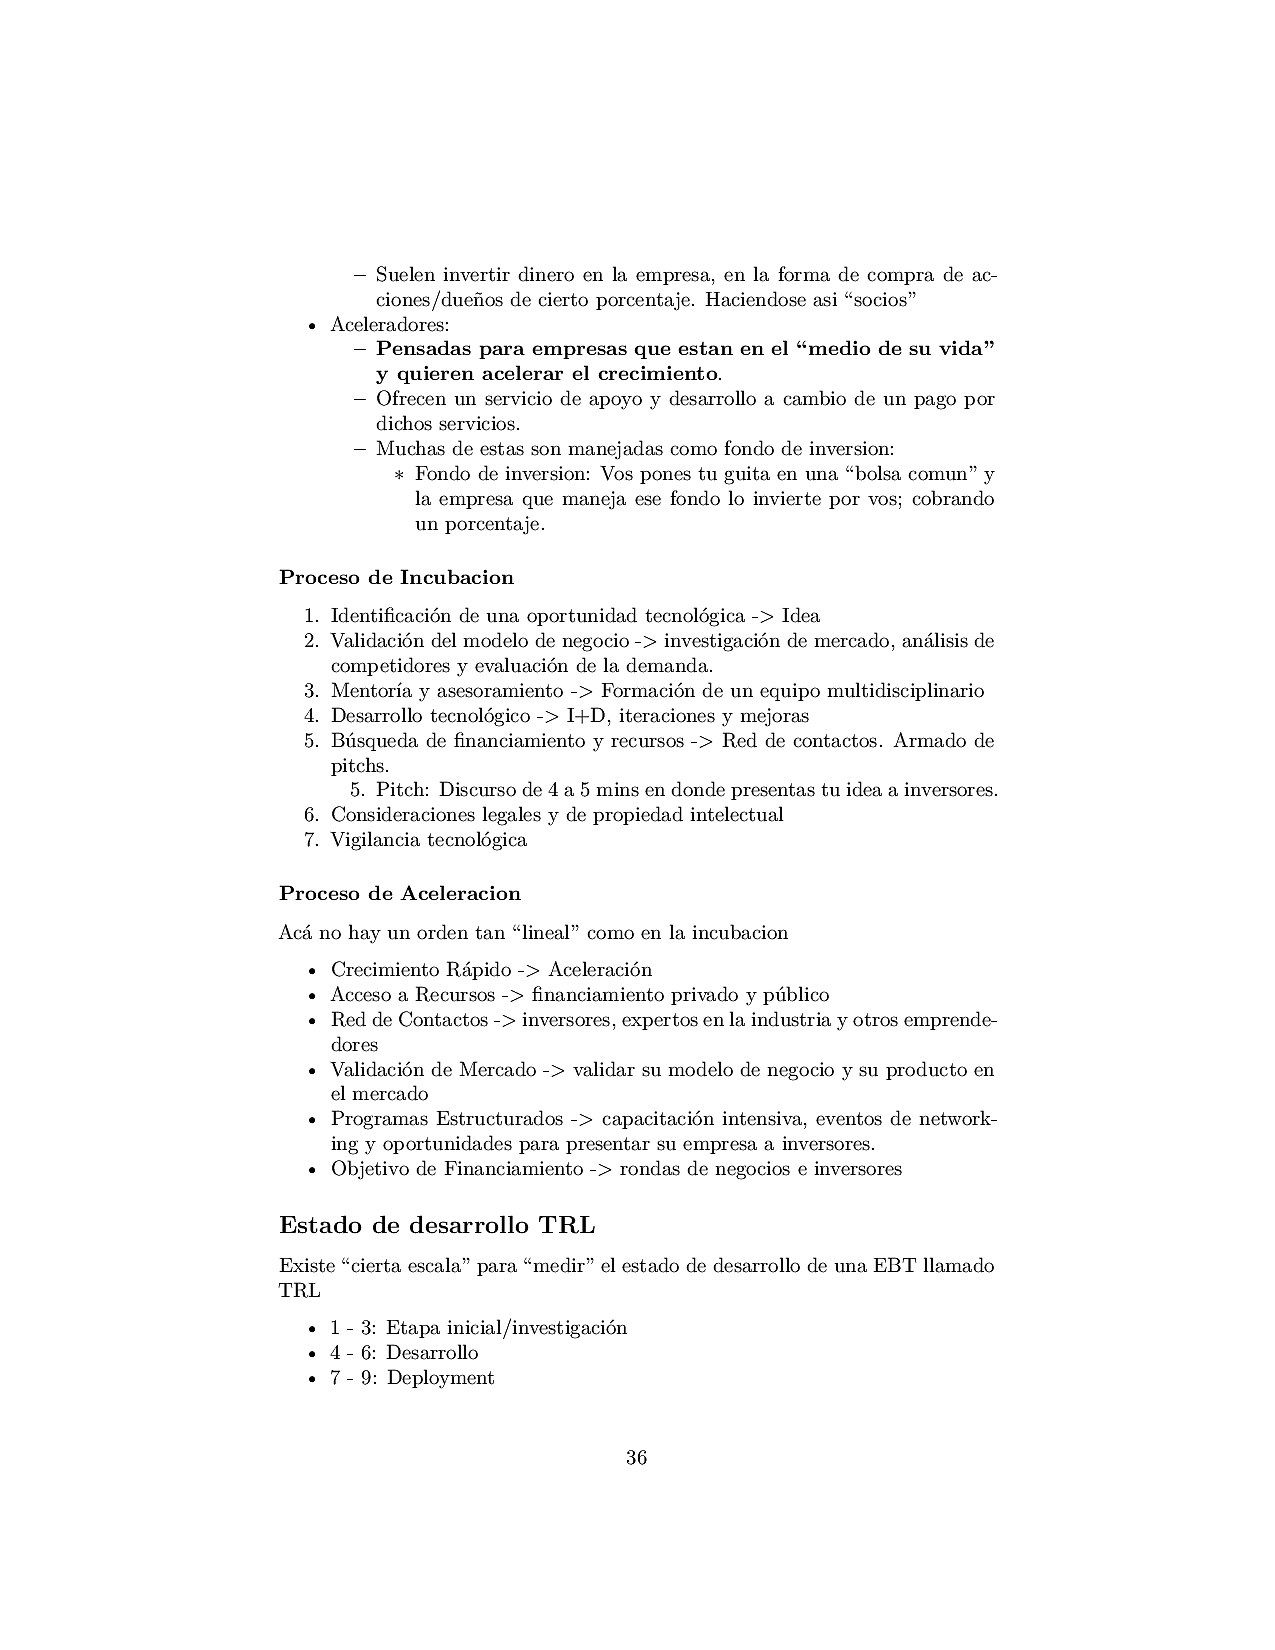 – Suelen invertir dinero en la empresa, en la forma de compra de ac-
ciones/dueños de cierto porcentaje. Haciendose asi “socios”
• Aceleradores:
– Pensadas para empresas que estan en el “medio de su vida”
y quieren acelerar el crecimiento.
– Ofrecen un servicio de apoyo y desarrollo a cambio de un pago por
dichos servicios.
– Muchas de estas son manejadas como fondo de inversion:
∗ Fondo de inversion: Vos pones tu guita en una “bolsa comun” y
la empresa que maneja ese fondo lo invierte por vos; cobrando
un porcentaje.
Proceso de Incubacion
1. Identificación de una oportunidad tecnológica -> Idea
2. Validación del modelo de negocio -> investigación de mercado, análisis de
competidores y evaluación de la demanda.
3. Mentoría y asesoramiento -> Formación de un equipo multidisciplinario
4. Desarrollo tecnológico -> I+D, iteraciones y mejoras
5. Búsqueda de financiamiento y recursos -> Red de contactos. Armado de
pitchs.
5. Pitch: Discurso de 4 a 5 mins en donde presentas tu idea a inversores.
6. Consideraciones legales y de propiedad intelectual
7. Vigilancia tecnológica
Proceso de Aceleracion
Acá no hay un orden tan “lineal” como en la incubacion
• Crecimiento Rápido -> Aceleración
• Acceso a Recursos -> financiamiento privado y público
• Red de Contactos -> inversores, expertos en la industria y otros emprende-
dores
• Validación de Mercado -> validar su modelo de negocio y su producto en
el mercado
• Programas Estructurados -> capacitación intensiva, eventos de network-
ing y oportunidades para presentar su empresa a inversores.
• Objetivo de Financiamiento -> rondas de negocios e inversores
Estado de desarrollo TRL
Existe “cierta escala” para “medir” el estado de desarrollo de una EBT llamado
TRL
• 1 - 3: Etapa inicial/investigación
• 4 - 6: Desarrollo
• 7 - 9: Deployment
36